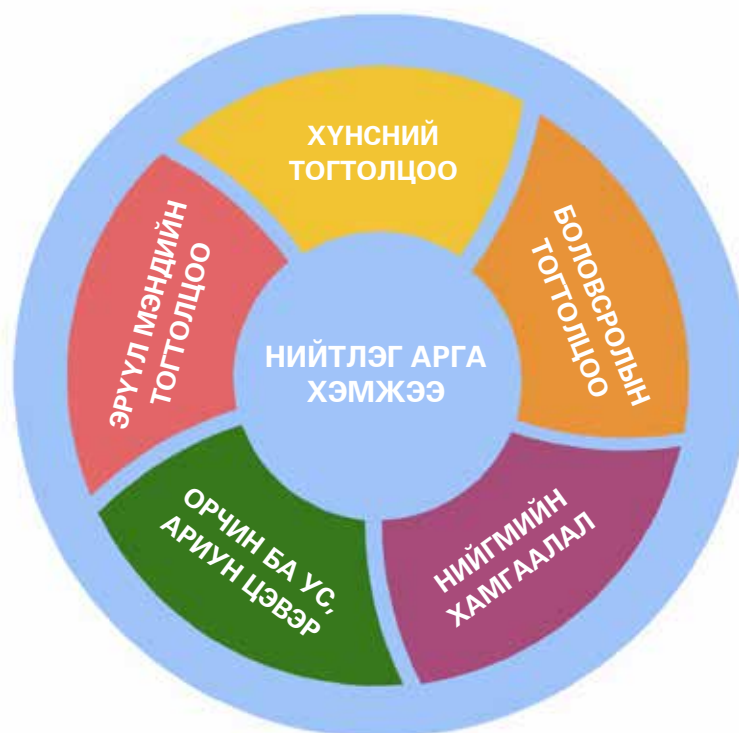 ХҮНСНИЙ
ТОГТОЛЦОО
БОЛОВСРОЛЫН
ТОГТОЛЦОО
НИЙГМИЙН
ХАМГААЛАЛ
ОРЧИН БА УС,
АРИУН ЦЭВЭР
ЭРҮҮЛ МЭНДИЙН
ТОГТОЛЦОО
НИЙТЛЭГ АРГА
ХЭМЖЭЭ